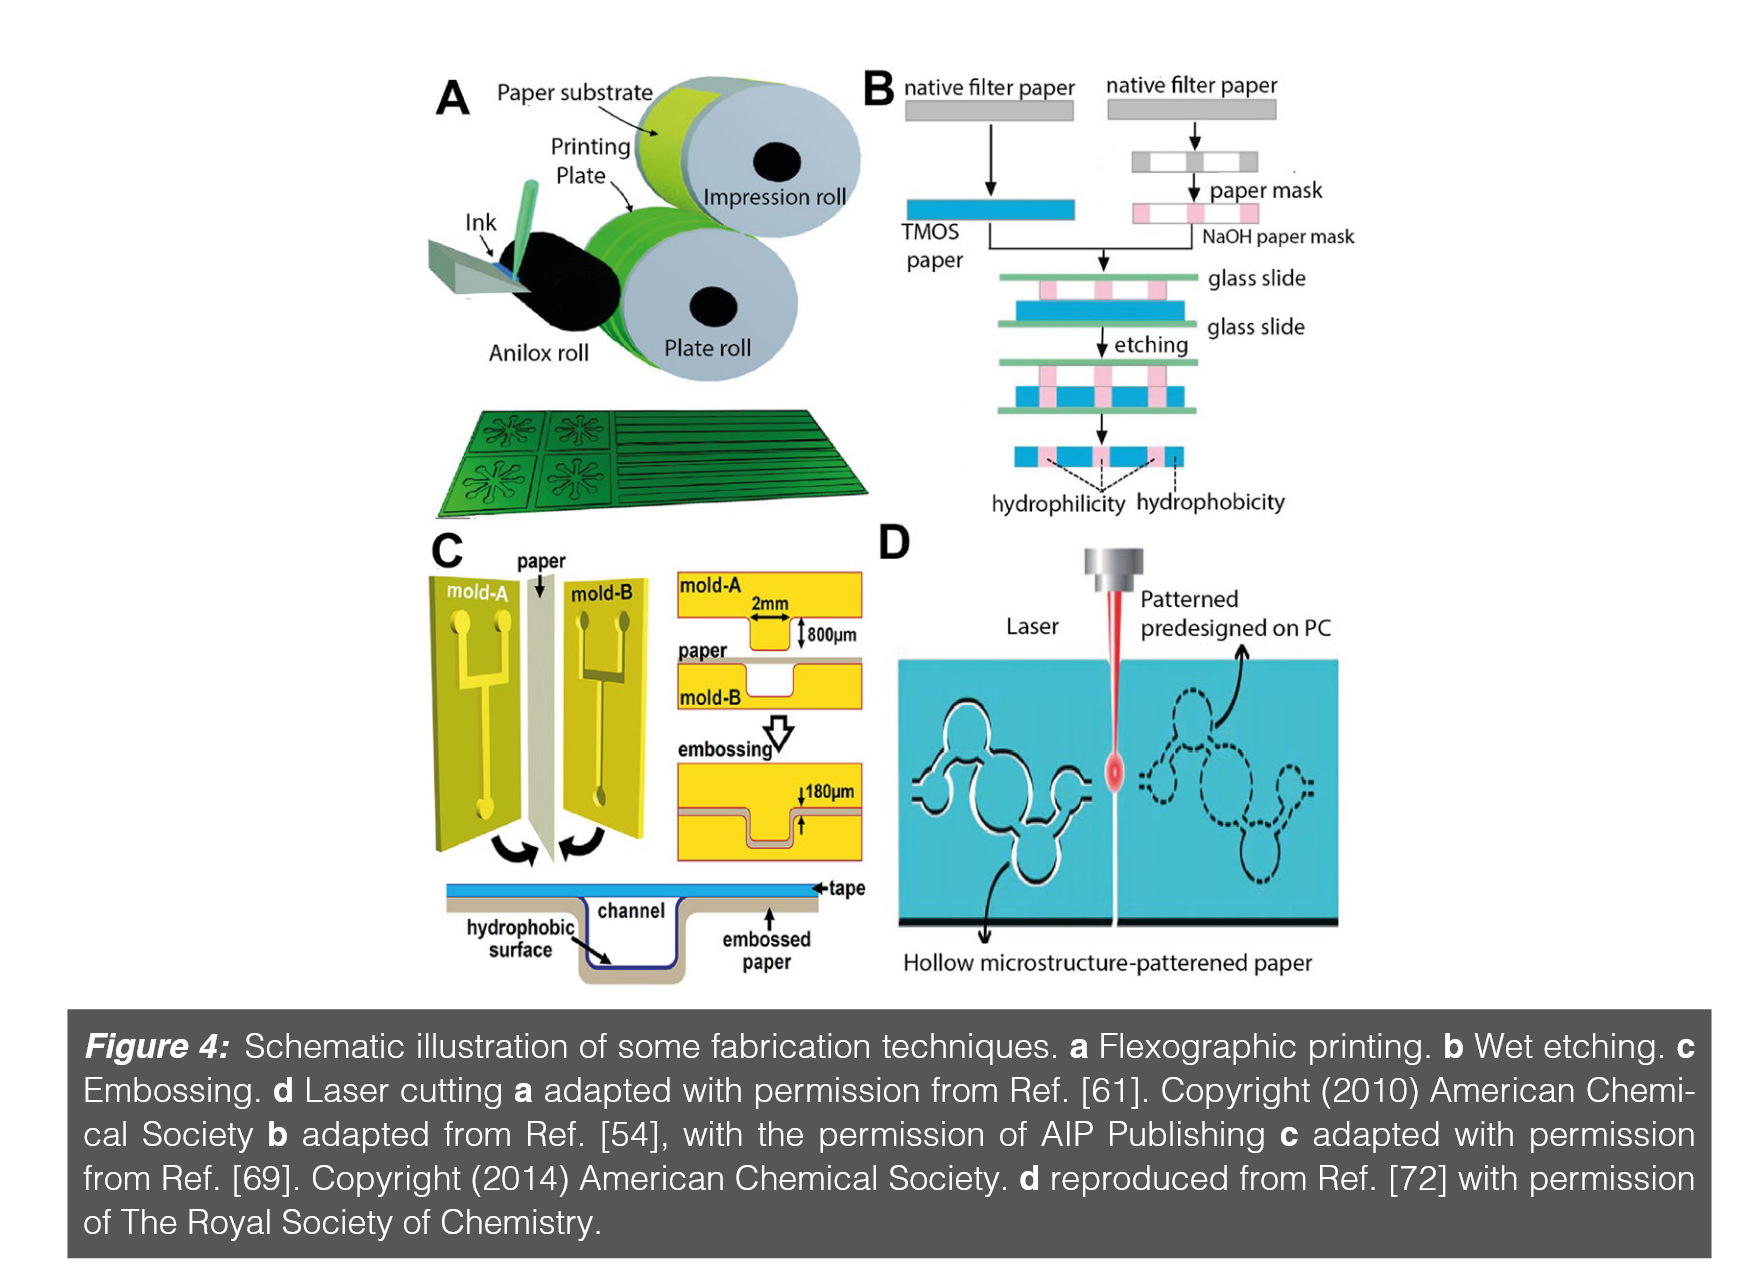 A
Paper substrate
Printing
Plate
Impression roll
Ink
Anilox roll
Plate roll
B
native filter paper
native filter paper
paper mask
TMOS
paper
NaOH paper mask
glass slide
glass slide
etching
hydrophilicity
hydrophobicity
C
paper
mold-A
mold-B
mold-A
2mm
800µm
paper
mold-B
embossing
180µm
tape
channel
hydrophobic
surface
embossed
paper
D
Laser
Patterned
predesigned on PC
Hollow microstructure-patterened paper
Figure 4: Schematic illustration of some fabrication techniques. a Flexographic printing. b Wet etching. c
Embossing. d Laser cutting a adapted with permission from Ref. [61]. Copyright (2010) American Chemi-
cal Society b adapted from Ref. [54], with the permission of AIP Publishing c adapted with permission
from Ref. [69]. Copyright (2014) American Chemical Society. d reproduced from Ref. [72] with permission
of The Royal Society of Chemistry.